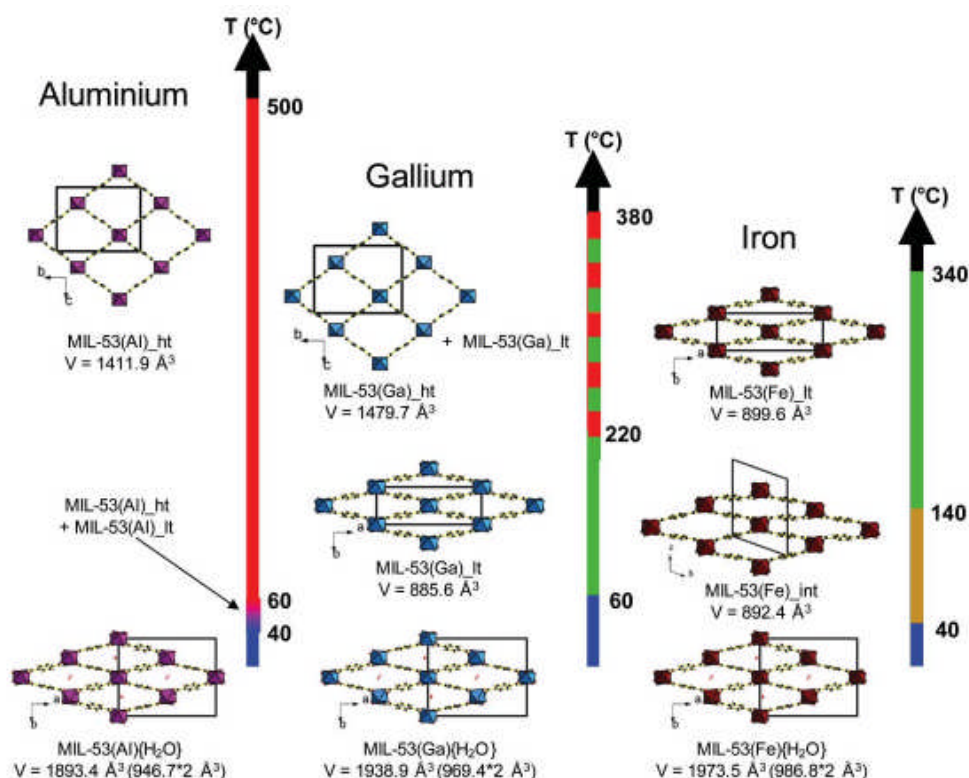 T (°C)
Aluminium
500
b
c
MIL-53(Al)_ht
V = 1411.9 Å³
MIL-53(Al)_ht
+ MIL-53(Al)_lt
60
40
a
b
MIL-53(Al){H₂O}
V = 1893.4 Å³ (946.7*2 Å³)
T (°C)
Gallium
380
b
c
+ MIL-53(Ga)_lt
MIL-53(Ga)_ht
V = 1479.7 Å³
220
a
b
MIL-53(Ga)_lt
V = 885.6 Å³
60
a
b
MIL-53(Ga){H₂O}
V = 1938.9 Å³ (969.4*2 Å³)
T (°C)
Iron
340
a
b
MIL-53(Fe)_lt
V = 899.6 Å³
140
MIL-53(Fe)_int
V = 892.4 Å³
40
a
b
MIL-53(Fe){H₂O}
V = 1973.5 Å³ (986.8*2 Å³)